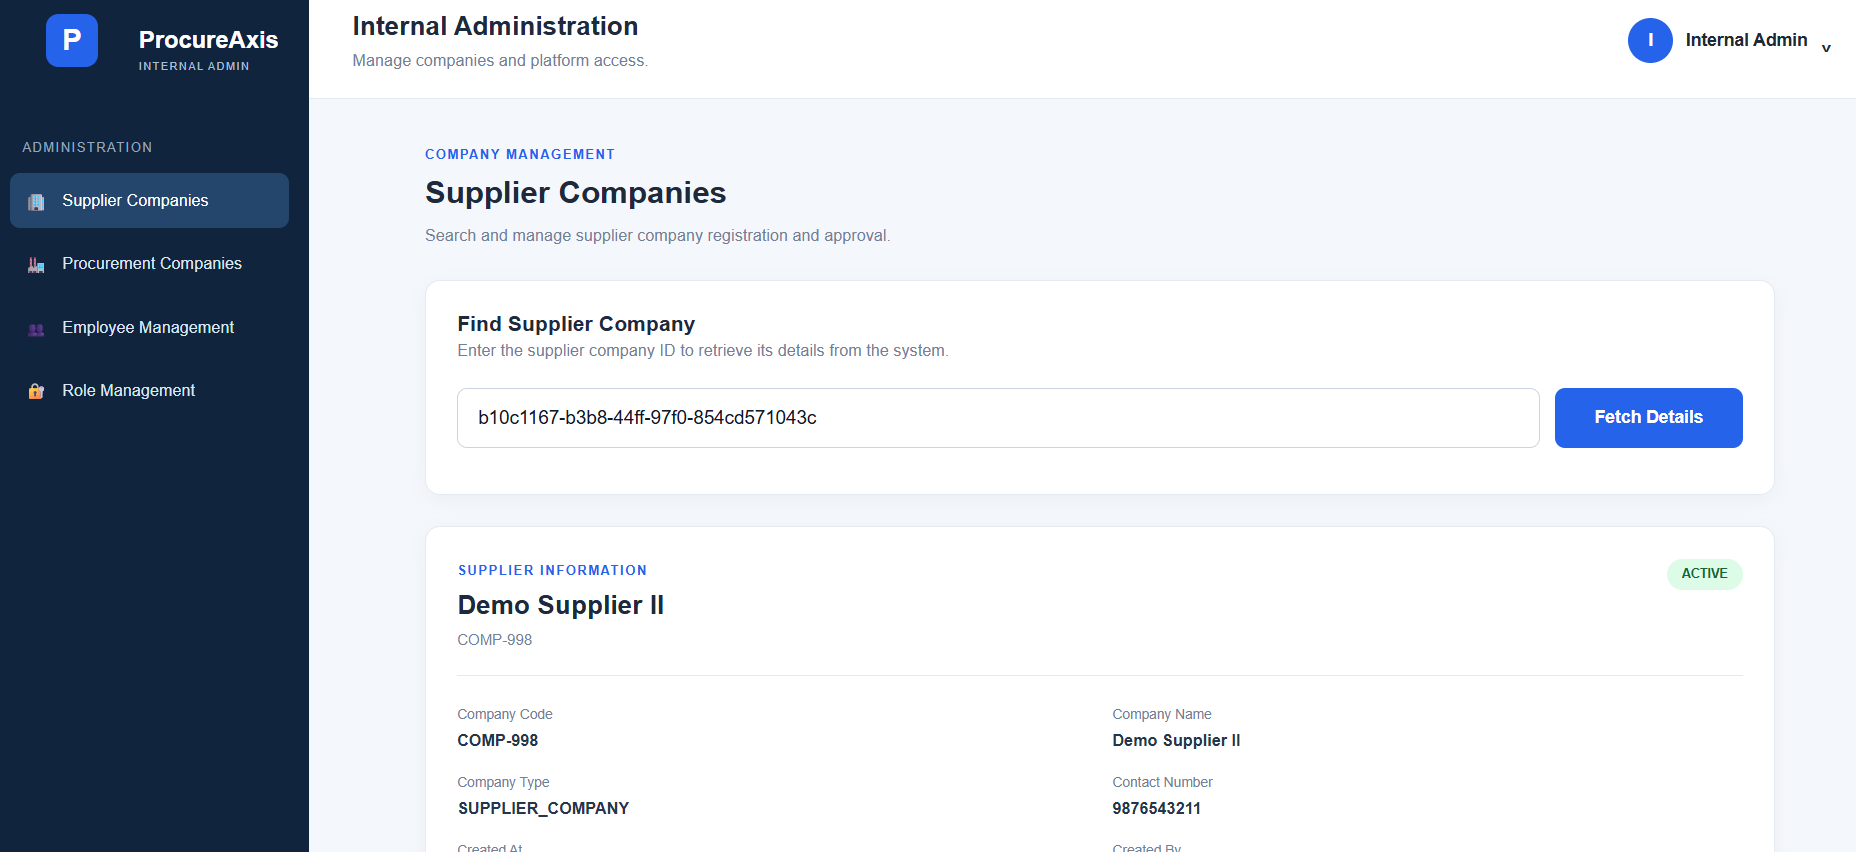 P
ProcureAxis
INTERNAL ADMIN
ADMINISTRATION
Supplier Companies
Procurement Companies
Employee Management
Role Management
Internal Administration
Manage companies and platform access.
I
Internal Admin
v
COMPANY MANAGEMENT
Supplier Companies
Search and manage supplier company registration and approval.
Find Supplier Company
Enter the supplier company ID to retrieve its details from the system.
b10c1167-b3b8-44ff-97f0-854cd571043c
Fetch Details
SUPPLIER INFORMATION
ACTIVE
Demo Supplier II
COMP-998
Company Code
Company Name
COMP-998
Demo Supplier II
Company Type
Contact Number
SUPPLIER_COMPANY
9876543211
Created At
Created By